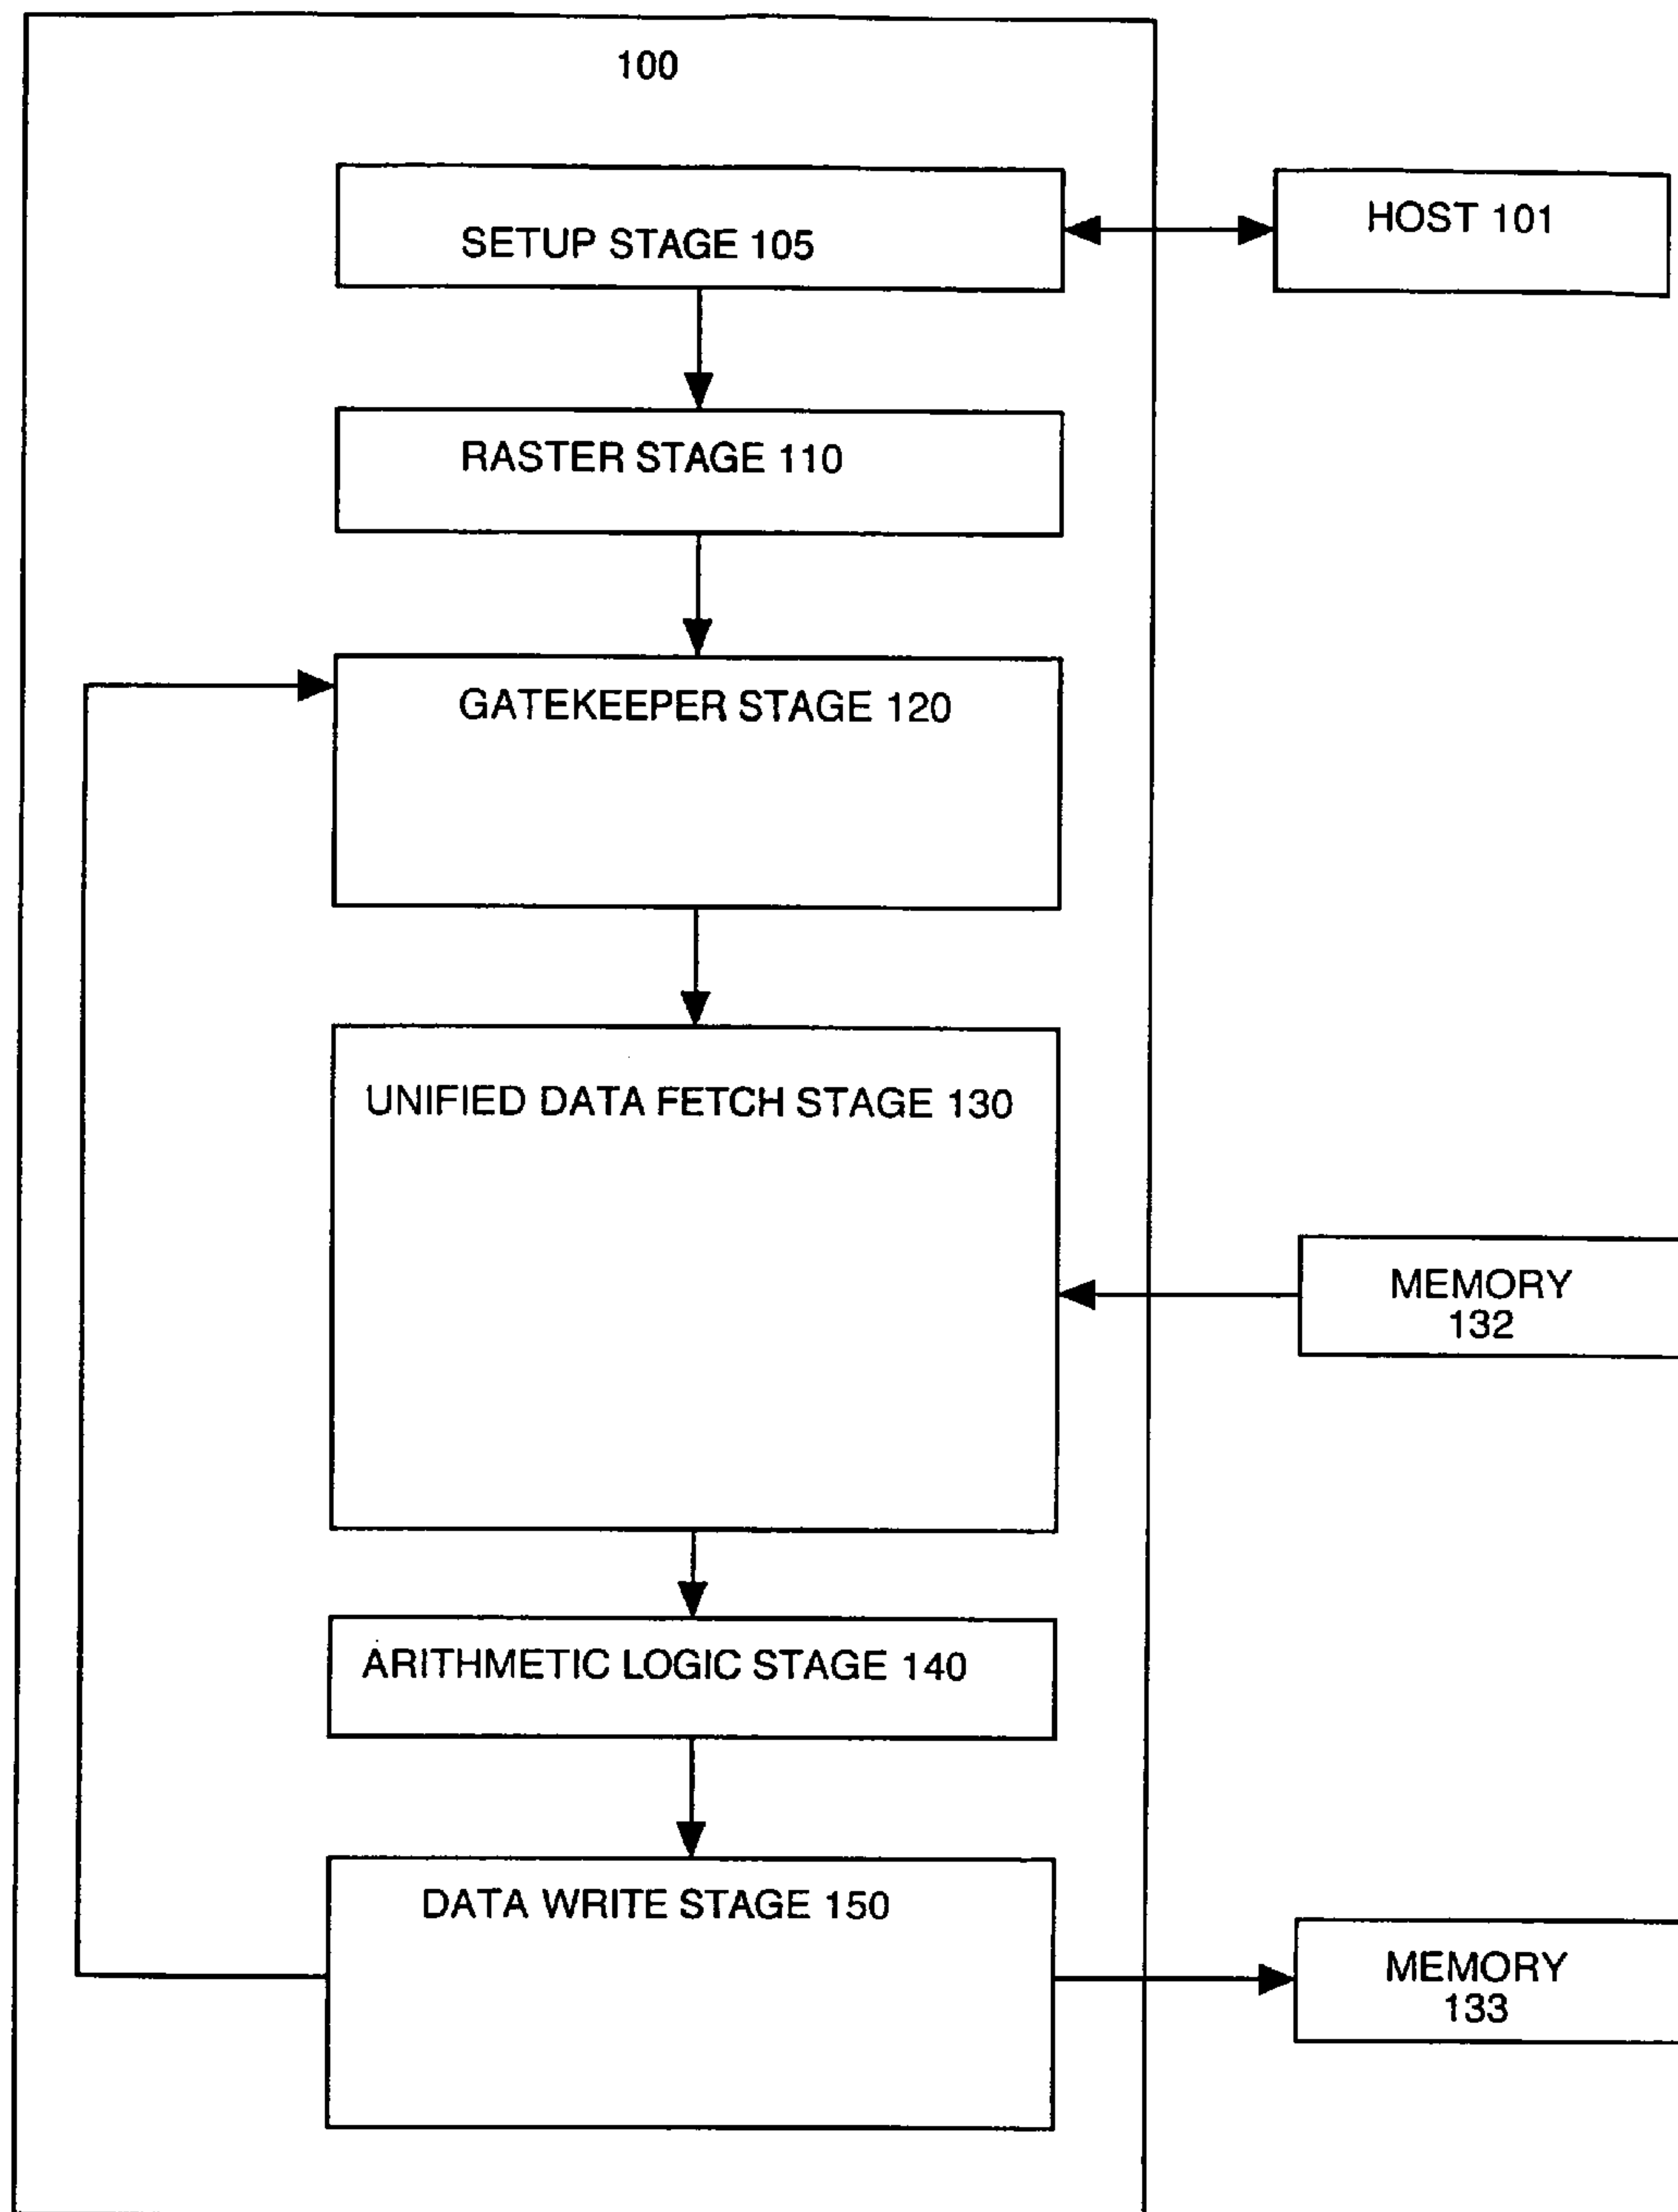 100
SETUP STAGE 105
HOST 101
RASTER STAGE 110
GATEKEEPER STAGE 120
UNIFIED DATA FETCH STAGE 130
MEMORY
132
ARITHMETIC LOGIC STAGE 140
DATA WRITE STAGE 150
MEMORY
133